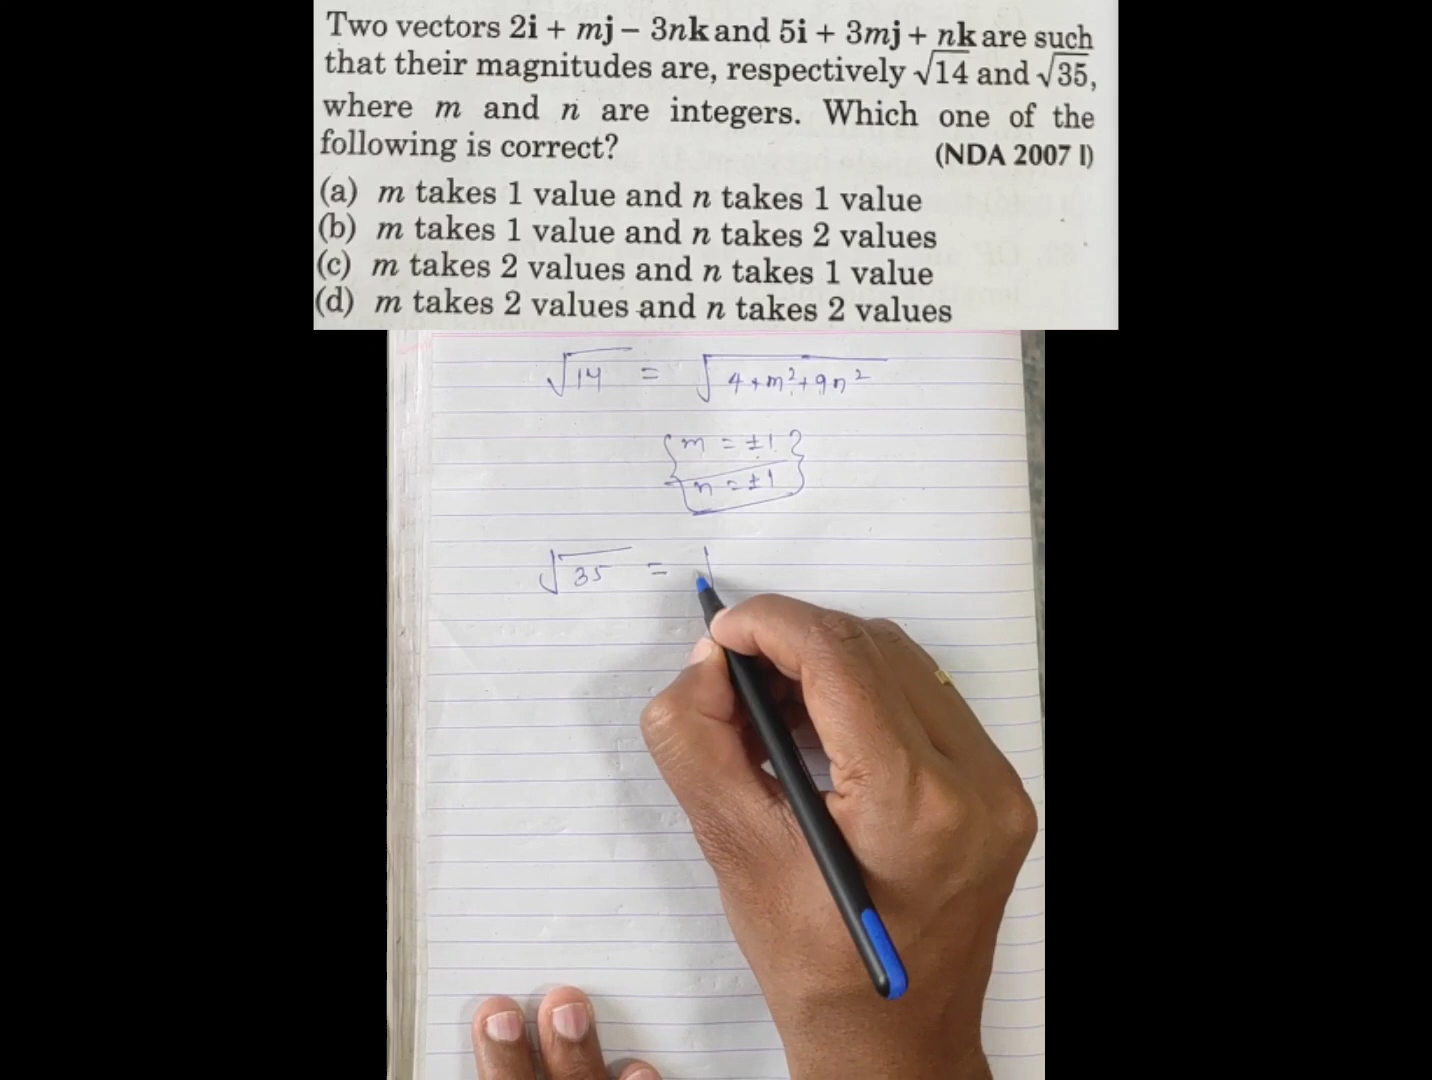 Two vectors 2i + mj – 3nk and 5i + 3mj + nk are such
that their magnitudes are, respectively √14 and √35,
where m and n are integers. Which one of the
following is correct? (NDA 2007 I)
(a) m takes 1 value and n takes 1 value
(b) m takes 1 value and n takes 2 values
(c) m takes 2 values and n takes 1 value
(d) m takes 2 values and n takes 2 values
√14 = √4+m²+9n²
{m = ±1}
{n = ±1}
√35 = √